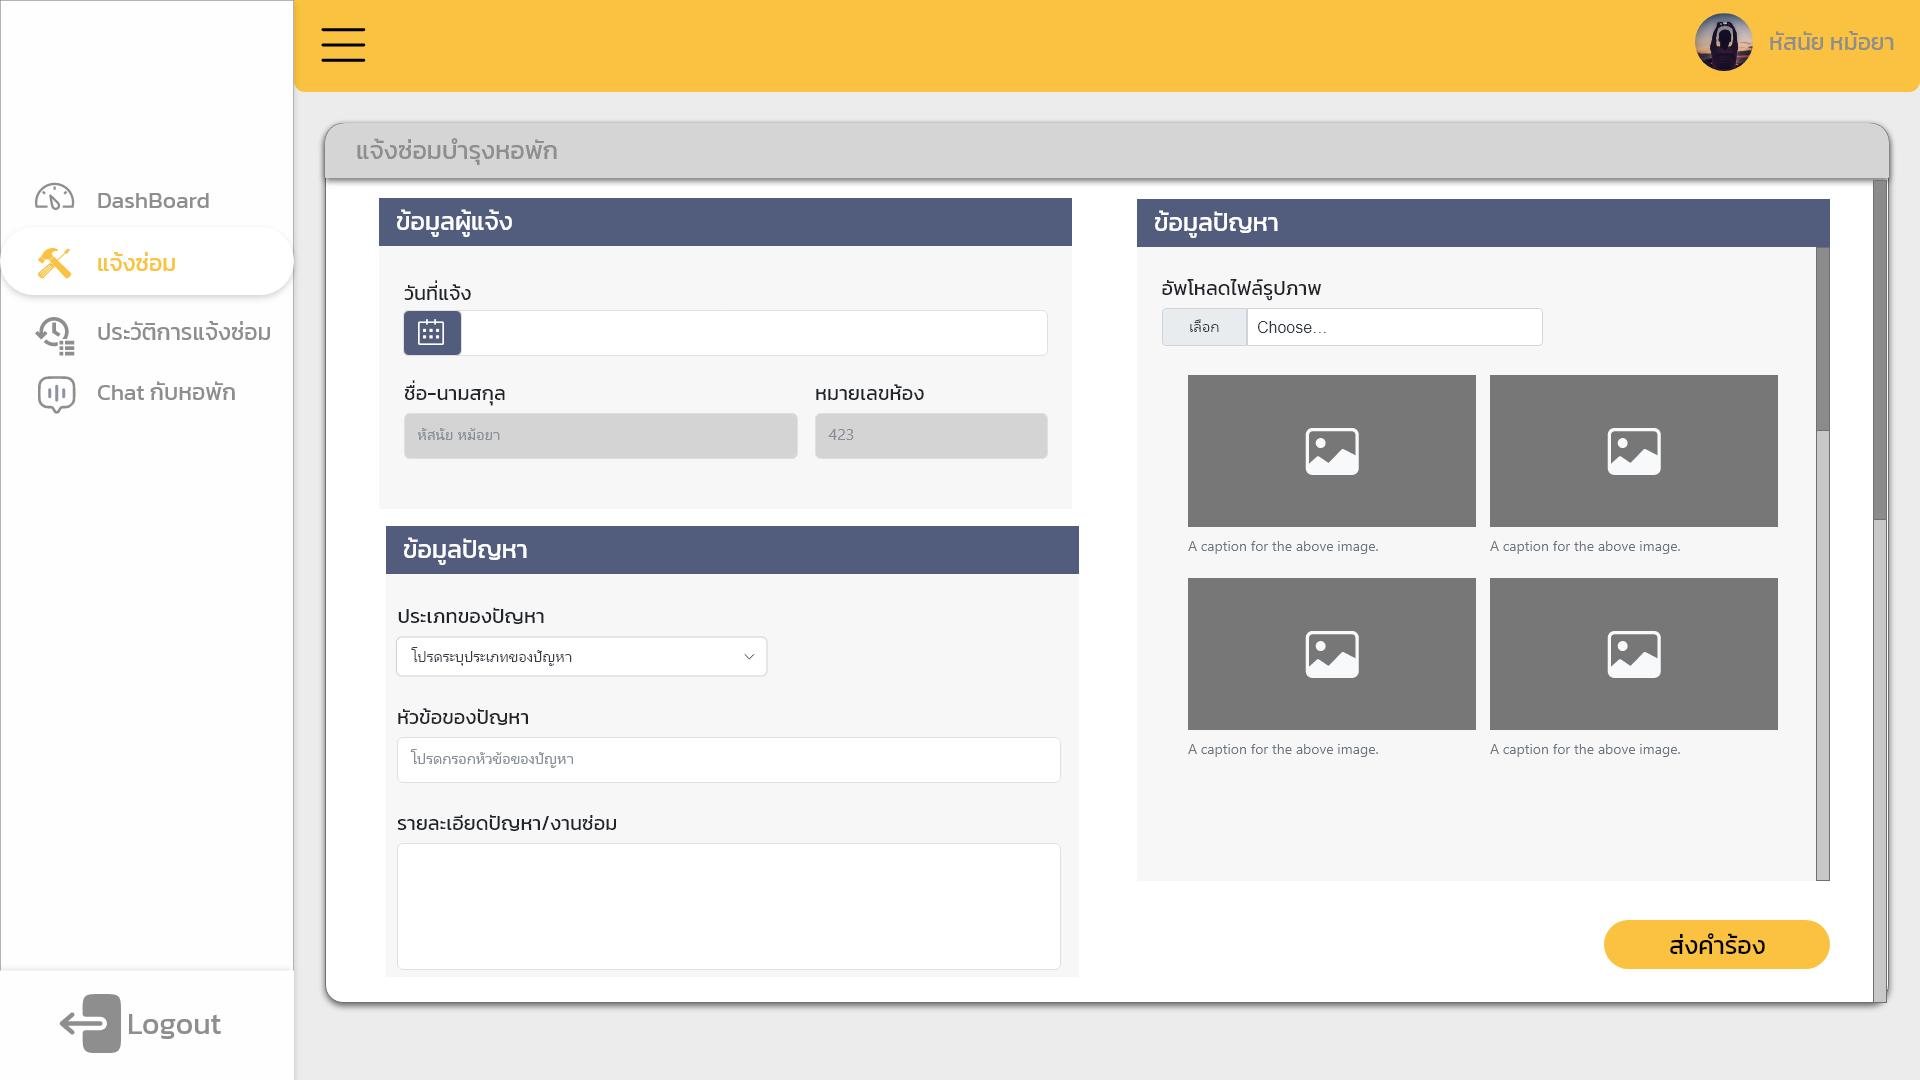 หัสนัย หม้อยา
DashBoard
แจ้งซ่อม
ประวัติการแจ้งซ่อม
Chat กับหอพัก
Logout
แจ้งซ่อมบำรุงหอพัก
ข้อมูลผู้แจ้ง
วันที่แจ้ง
ชื่อ-นามสกุล
หมายเลขห้อง
หัสนัย หม้อยา
423
ข้อมูลปัญหา
ประเภทของปัญหา
โปรดระบุประเภทของปัญหา
หัวข้อของปัญหา
โปรดกรอกหัวข้อของปัญหา
รายละเอียดปัญหา/งานซ่อม
ข้อมูลปัญหา
อัพโหลดไฟล์รูปภาพ
เลือก
Choose...
A caption for the above image.
A caption for the above image.
A caption for the above image.
A caption for the above image.
ส่งคำร้อง